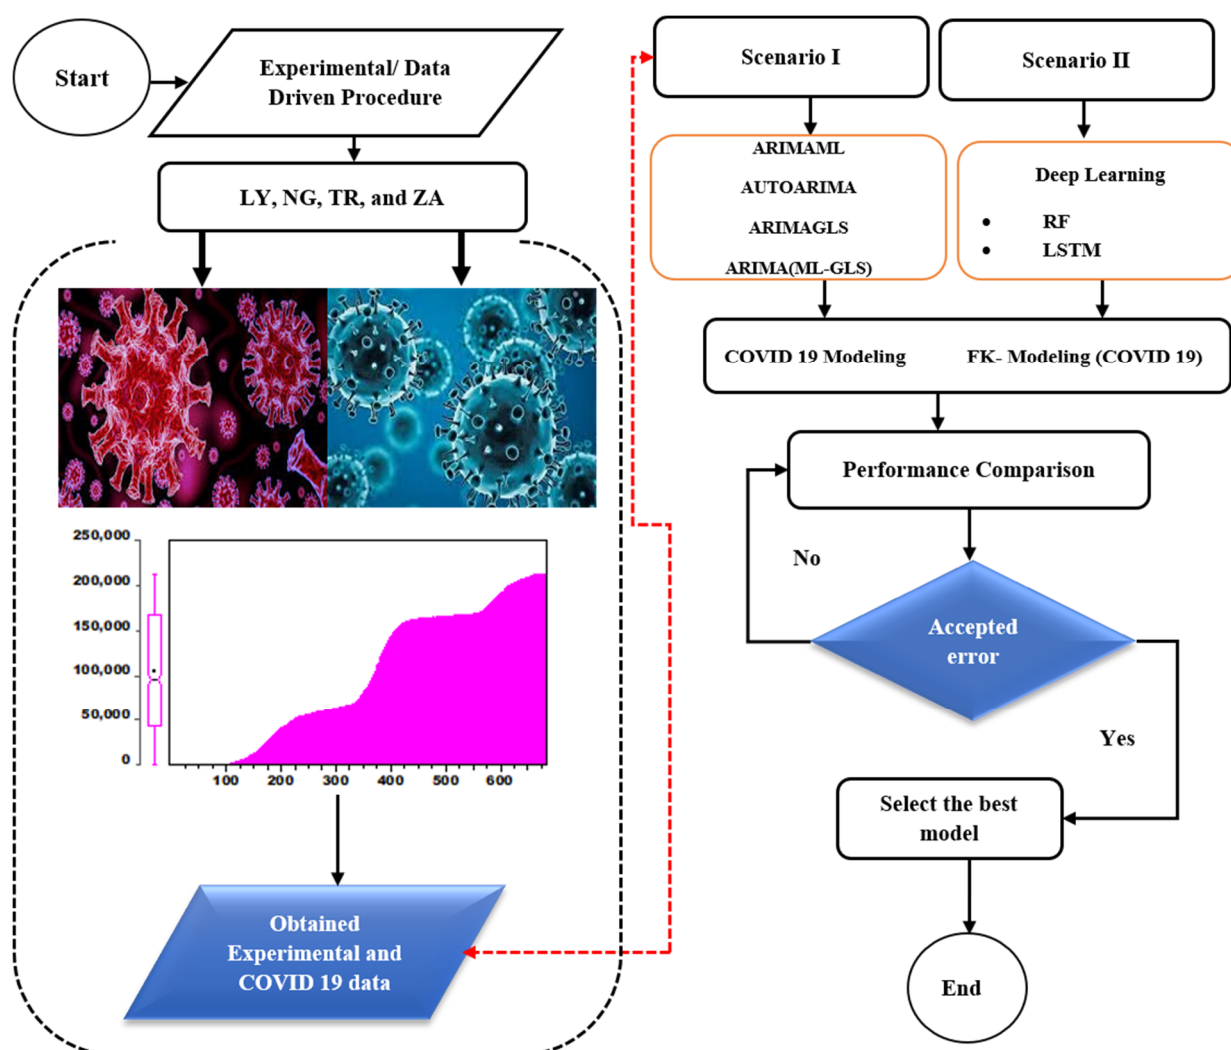 Start
Experimental/ Data
Driven Procedure
LY, NG, TR, and ZA
250,000
200,000
150,000
100,000
50,000
0
100
200
300
400
500
600
Obtained
Experimental and
COVID 19 data
Scenario I
Scenario II
ARIMAML
AUTOARIMA
ARIMAGLS
ARIMA(ML-GLS)
Deep Learning
• RF
• LSTM
COVID 19 Modeling
FK- Modeling (COVID 19)
Performance Comparison
No
Accepted
error
Yes
Select the best
model
End